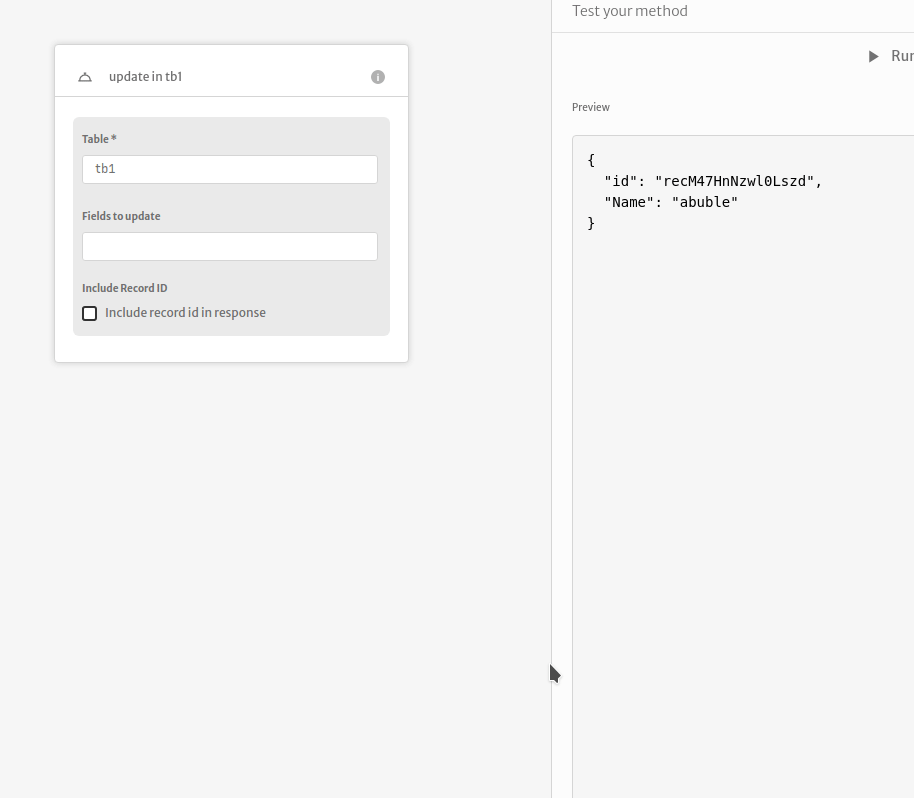 Test your method
update in tb1
Run
Preview
Table *
tb1
Fields to update
Include Record ID
Include record id in response
{
"id": "recM47HnNzwl0Lszd",
"Name": "abuble"
}